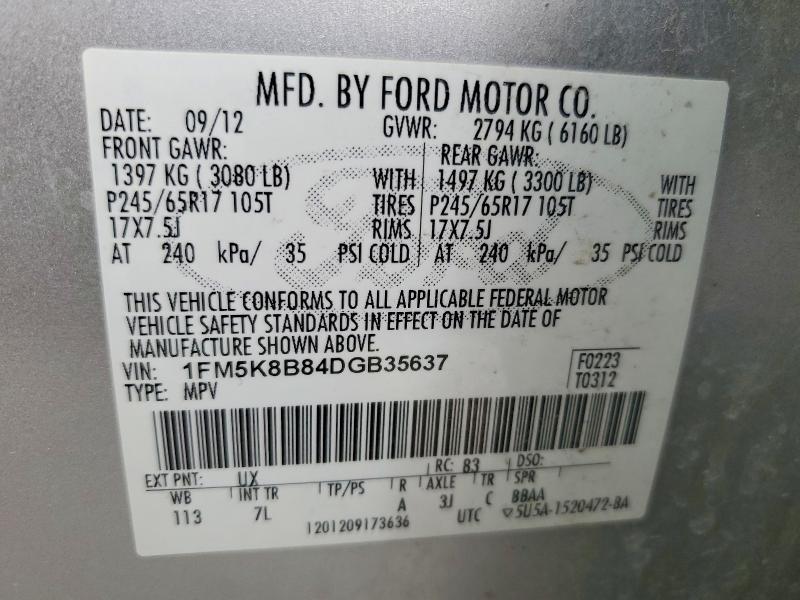 MFD. BY FORD MOTOR CO.
DATE: 09/12 GVWR: 2794 KG ( 6160 LB)
FRONT GAWR: REAR GAWR:
1397 KG ( 3080 LB) WITH 1497 KG ( 3300 LB) WITH
P245/65R17 105T TIRES P245/65R17 105T TIRES
17X7.5J RIMS 17X7.5J RIMS
AT 240 kPa/ 35 PSI COLD AT 240 kPa/ 35 PSI COLD
Ford
THIS VEHICLE CONFORMS TO ALL APPLICABLE FEDERAL MOTOR
VEHICLE SAFETY STANDARDS IN EFFECT ON THE DATE OF
MANUFACTURE SHOWN ABOVE.
VIN: 1FM5K8B84DGB35637 F0223
TYPE: MPV T0312
EXT PNT: UX RC: 83 DSO:
WB INT TR TP/PS R AXLE TR SPR
113 7L A 3J C BBAA
1201209173636 UTC ▽5U5A-1520472-BA